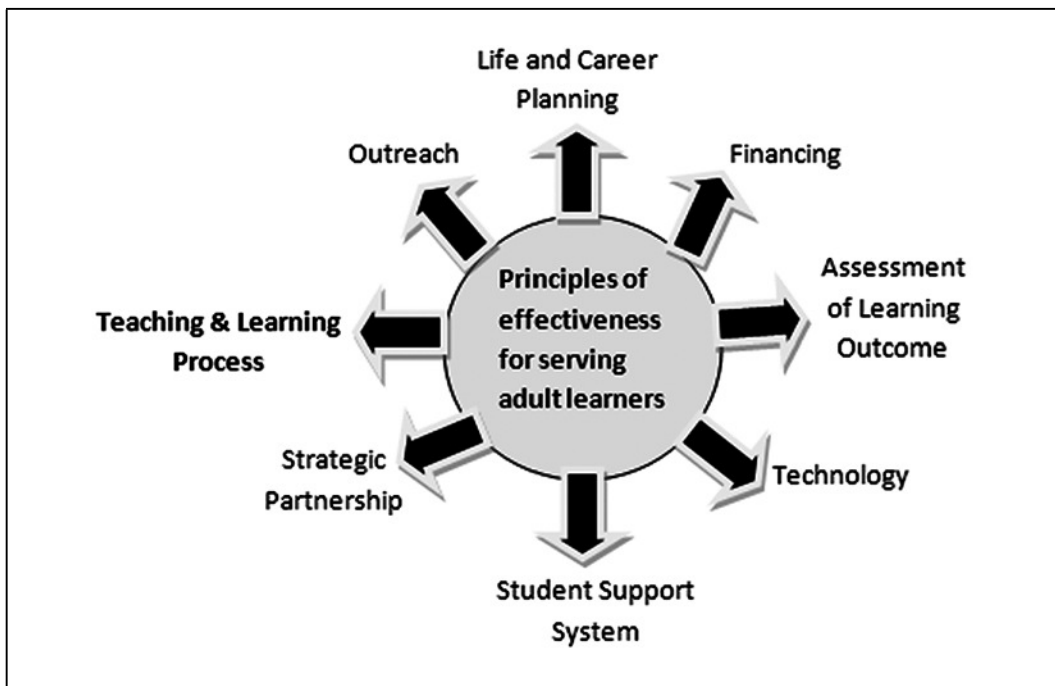 Life and Career
Planning
Outreach
Financing
Principles of
effectiveness
for serving
adult learners
Assessment
of Learning
Outcome
Teaching & Learning
Process
Strategic
Partnership
Technology
Student Support
System